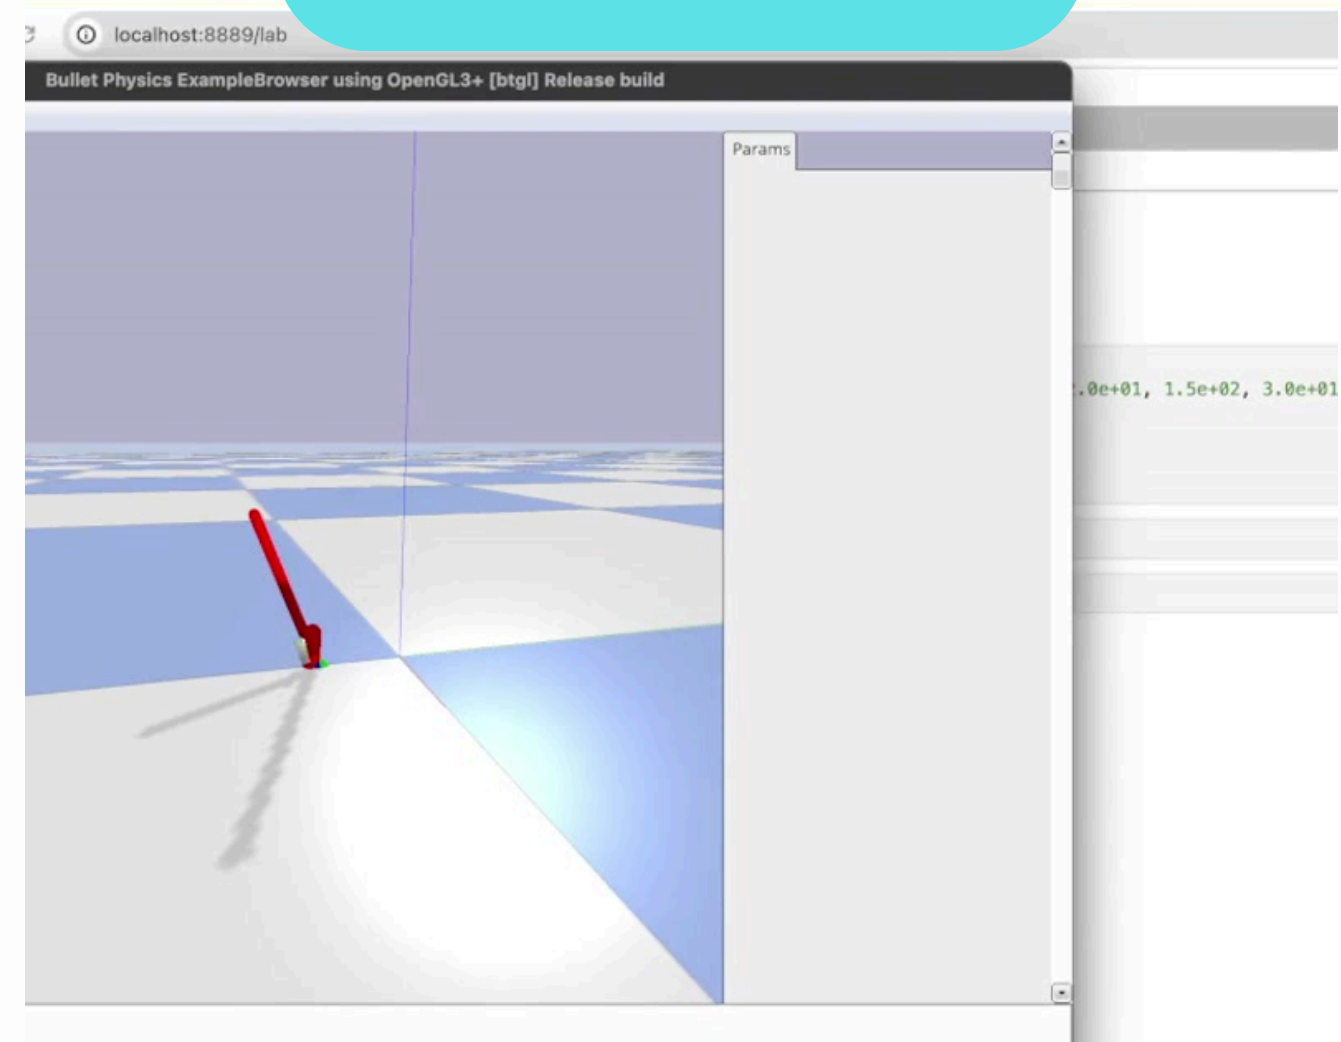 localhost:8889/lab
Bullet Physics ExampleBrowser using OpenGL3+ [btgl] Release build
Params
.0e+01, 1.5e+02, 3.0e+01